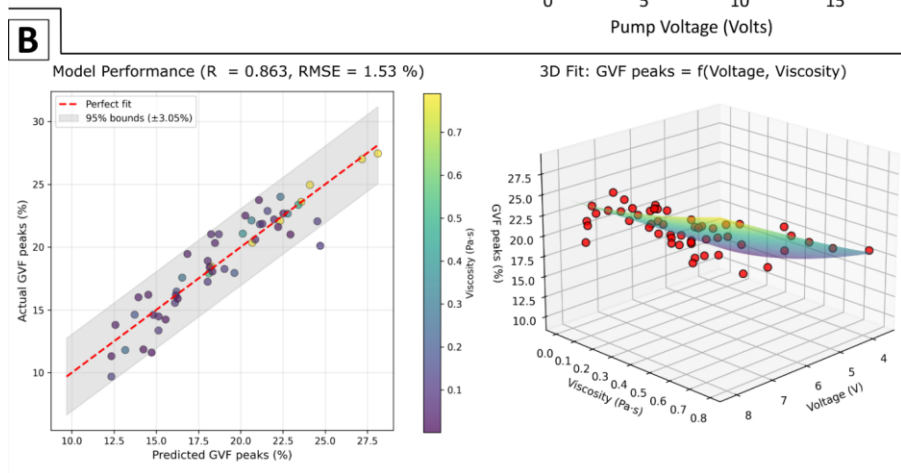 0 5 10 15
Pump Voltage (Volts)
B
Model Performance (R = 0.863, RMSE = 1.53 %)
Perfect fit
95% bounds (±3.05%)
30
25
20
15
10
Actual GVF peaks (%)
10.0 12.5 15.0 17.5 20.0 22.5 25.0 27.5
Predicted GVF peaks (%)
0.7
0.6
0.5
0.4
0.3
0.2
0.1
Viscosity (Pa·s)
3D Fit: GVF peaks = f(Voltage, Viscosity)
27.5
25.0
22.5
20.0
17.5
15.0
12.5
10.0
GVF peaks (%)
0.0 0.1 0.2 0.3 0.4 0.5 0.6 0.7 0.8
Viscosity (Pa·s)
8 7 6 5 4
Voltage (V)